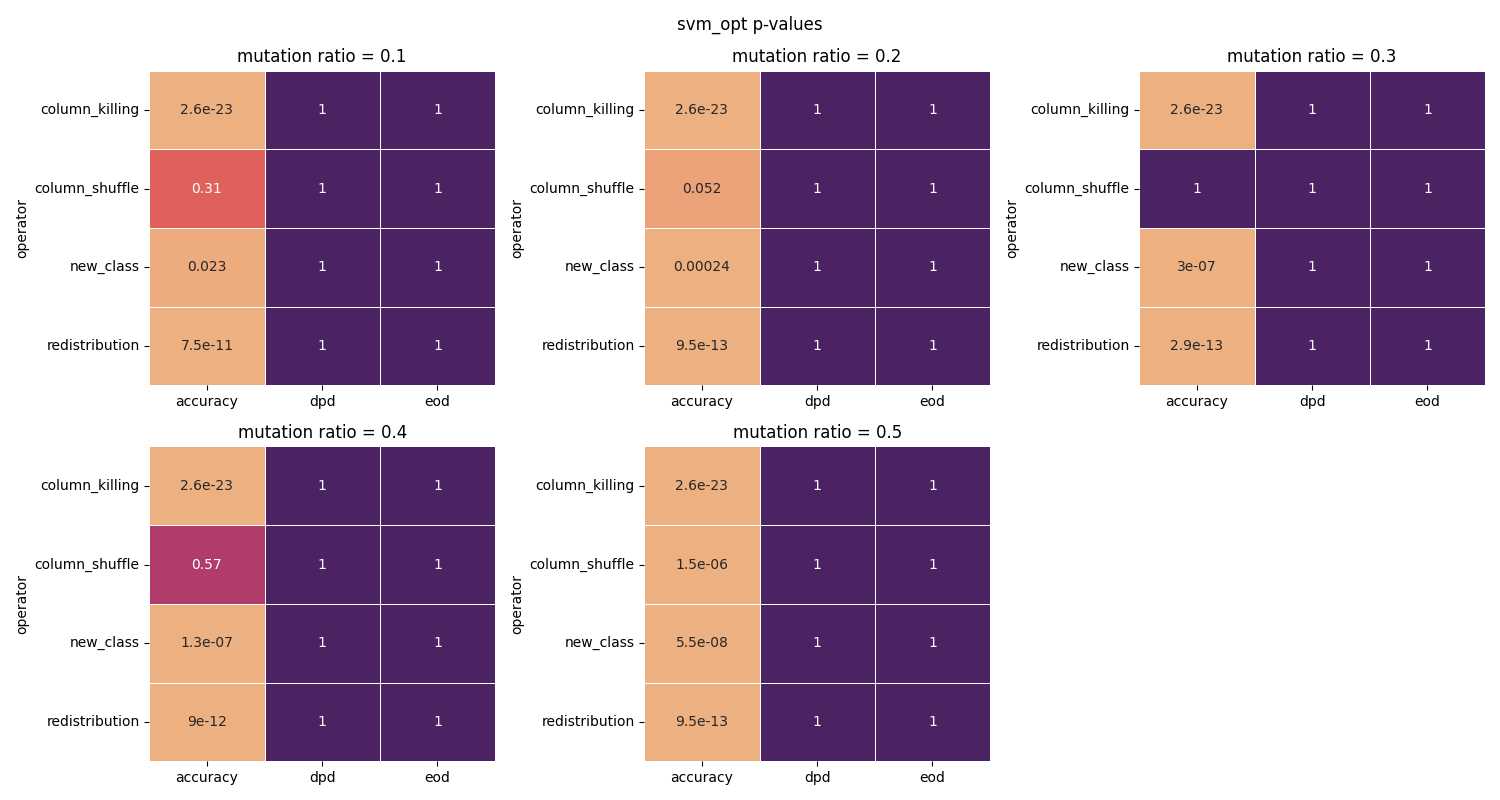 svm_opt p-values
mutation ratio = 0.1
operator
column_killing 2.6e-23 1 1
column_shuffle 0.31 1 1
new_class 0.023 1 1
redistribution 7.5e-11 1 1
accuracy dpd eod
mutation ratio = 0.2
operator
column_killing 2.6e-23 1 1
column_shuffle 0.052 1 1
new_class 0.00024 1 1
redistribution 9.5e-13 1 1
accuracy dpd eod
mutation ratio = 0.3
operator
column_killing 2.6e-23 1 1
column_shuffle 1 1 1
new_class 3e-07 1 1
redistribution 2.9e-13 1 1
accuracy dpd eod
mutation ratio = 0.4
operator
column_killing 2.6e-23 1 1
column_shuffle 0.57 1 1
new_class 1.3e-07 1 1
redistribution 9e-12 1 1
accuracy dpd eod
mutation ratio = 0.5
operator
column_killing 2.6e-23 1 1
column_shuffle 1.5e-06 1 1
new_class 5.5e-08 1 1
redistribution 9.5e-13 1 1
accuracy dpd eod